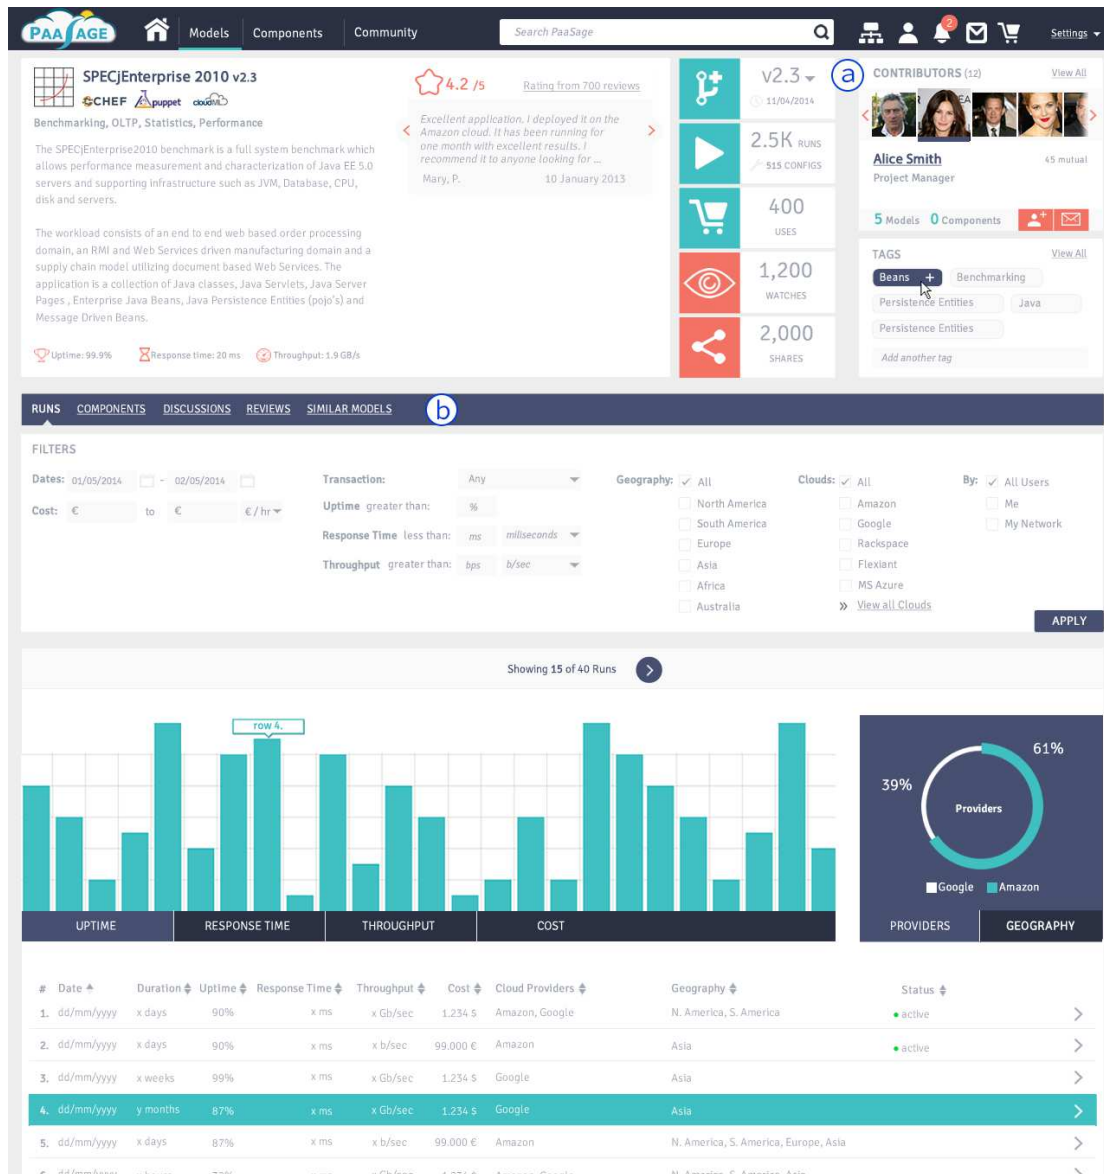 PAASAGE
Models
Components
Community
Search PaaSage
2
Settings
SPECjEnterprise 2010 v2.3
CHEF puppet cloudML
Benchmarking, OLTP, Statistics, Performance
The SPECjEnterprise2010 benchmark is a full system benchmark which
allows performance measurement and characterization of Java EE 5.0
servers and supporting infrastructure such as JVM, Database, CPU,
disk and servers.
The workload consists of an end to end web based order processing
domain, an RMI and Web Services driven manufacturing domain and a
supply chain model utilizing document based Web Services. The
application is a collection of Java classes, Java Servlets, Java Server
Pages , Enterprise Java Beans, Java Persistence Entities (pojo's) and
Message Driven Beans.
Uptime: 99.9% Response time: 20 ms Throughput: 1.9 GB/s
4.2 /5 Rating from 700 reviews
Excellent application. I deployed it on the
Amazon cloud. It has been running for
one month with excellent results. I
recommend it to anyone looking for ...
Mary, P. 10 January 2013
v2.3
11/04/2014
2.5K RUNS
515 CONFIGS
400
USES
1,200
WATCHES
2,000
SHARES
a
CONTRIBUTORS (12) View All
Alice Smith 45 mutual
Project Manager
5 Models 0 Components
TAGS View All
Beans + Benchmarking
Persistence Entities Java
Persistence Entities
Add another tag
RUNS COMPONENTS DISCUSSIONS REVIEWS SIMILAR MODELS b
FILTERS
Dates: 01/05/2014 - 02/05/2014
Cost: € to € € / hr
Transaction: Any
Uptime greater than: %
Response Time less than: ms miliseconds
Throughput greater than: bps b/sec
Geography: All
North America
South America
Europe
Asia
Africa
Australia
Clouds: All
Amazon
Google
Rackspace
Flexiant
MS Azure
» View all Clouds
By: All Users
Me
My Network
APPLY
Showing 15 of 40 Runs
row 4.
UPTIME RESPONSE TIME THROUGHPUT COST
61%
39%
Providers
Google Amazon
PROVIDERS GEOGRAPHY
# Date Duration Uptime Response Time Throughput Cost Cloud Providers Geography Status
1. dd/mm/yyyy x days 90% x ms x Gb/sec 1.234 $ Amazon, Google N. America, S. America active
2. dd/mm/yyyy x days 90% x ms x b/sec 99.000 € Amazon Asia active
3. dd/mm/yyyy x weeks 99% x ms x Gb/sec 1.234 $ Google Asia
4. dd/mm/yyyy y months 87% x ms x Gb/sec 1.234 $ Google Asia
5. dd/mm/yyyy x days 87% x ms x b/sec 99.000 € Amazon N. America, S. America, Europe, Asia